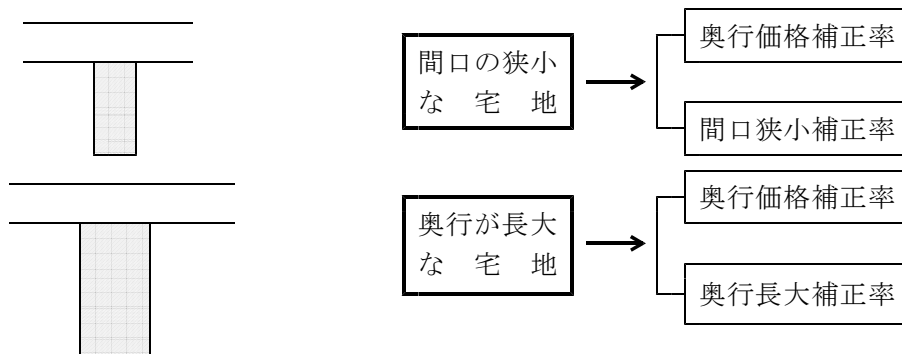 間口の狭小
な宅地
奥行価格補正率
間口狭小補正率
奥行が長大
な宅地
奥行価格補正率
奥行長大補正率